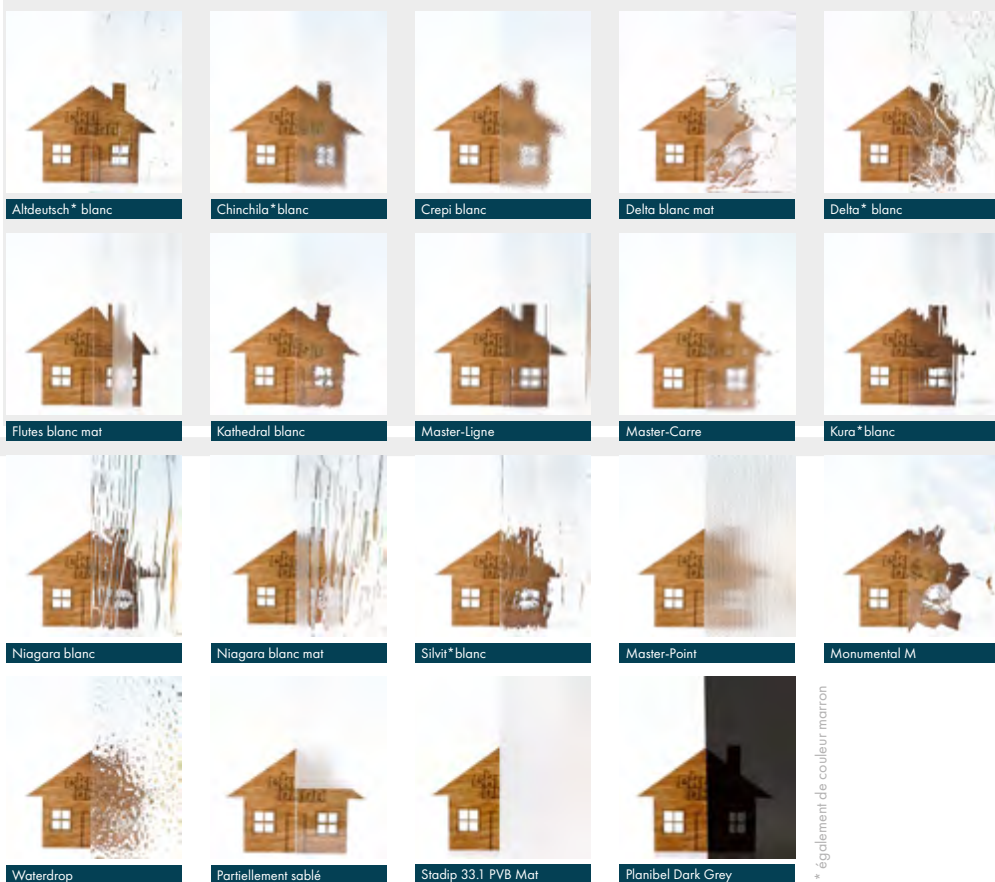 Altdeutsch* blanc
Chinchila*blanc
Crepi blanc
Delta blanc mat
Delta* blanc
Flutes blanc mat
Kathedral blanc
Master-Ligne
Master-Carre
Kura*blanc
Niagara blanc
Niagara blanc mat
Silvit*blanc
Master-Point
Monumental M
Waterdrop
Partiellement sablé
Stadip 33.1 PVB Mat
Planibel Dark Grey
* également de couleur marron